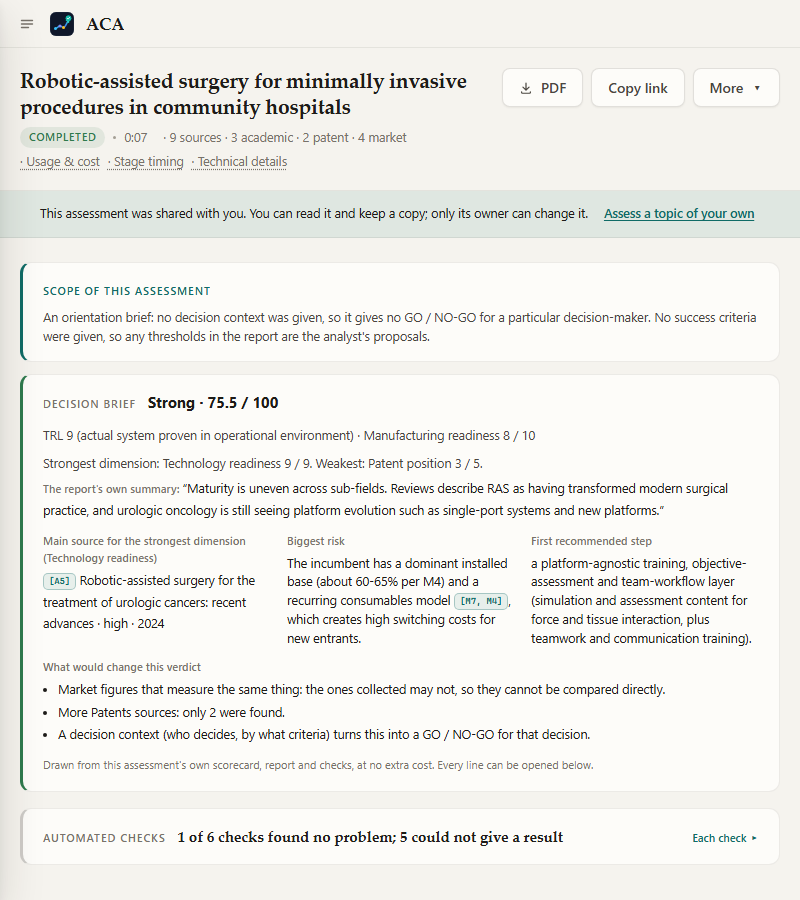 ACA
Robotic-assisted surgery for minimally invasive
procedures in community hospitals
PDF
Copy link
More ▼
COMPLETED • 0:07 · 9 sources · 3 academic · 2 patent · 4 market
· Usage & cost · Stage timing · Technical details
This assessment was shared with you. You can read it and keep a copy; only its owner can change it. Assess a topic of your own
SCOPE OF THIS ASSESSMENT
An orientation brief: no decision context was given, so it gives no GO / NO-GO for a particular decision-maker. No success criteria
were given, so any thresholds in the report are the analyst's proposals.
DECISION BRIEF Strong · 75.5 / 100
TRL 9 (actual system proven in operational environment) · Manufacturing readiness 8 / 10
Strongest dimension: Technology readiness 9 / 9. Weakest: Patent position 3 / 5.
The report's own summary: “Maturity is uneven across sub-fields. Reviews describe RAS as having transformed modern surgical
practice, and urologic oncology is still seeing platform evolution such as single-port systems and new platforms.”
Main source for the strongest dimension
(Technology readiness)
[A5] Robotic-assisted surgery for the
treatment of urologic cancers: recent
advances · high · 2024
Biggest risk
The incumbent has a dominant installed
base (about 60-65% per M4) and a
recurring consumables model [M7, M4],
which creates high switching costs for
new entrants.
First recommended step
a platform-agnostic training, objective-
assessment and team-workflow layer
(simulation and assessment content for
force and tissue interaction, plus
teamwork and communication training).
What would change this verdict
• Market figures that measure the same thing: the ones collected may not, so they cannot be compared directly.
• More Patents sources: only 2 were found.
• A decision context (who decides, by what criteria) turns this into a GO / NO-GO for that decision.
Drawn from this assessment's own scorecard, report and checks, at no extra cost. Every line can be opened below.
AUTOMATED CHECKS 1 of 6 checks found no problem; 5 could not give a result
Each check ▸